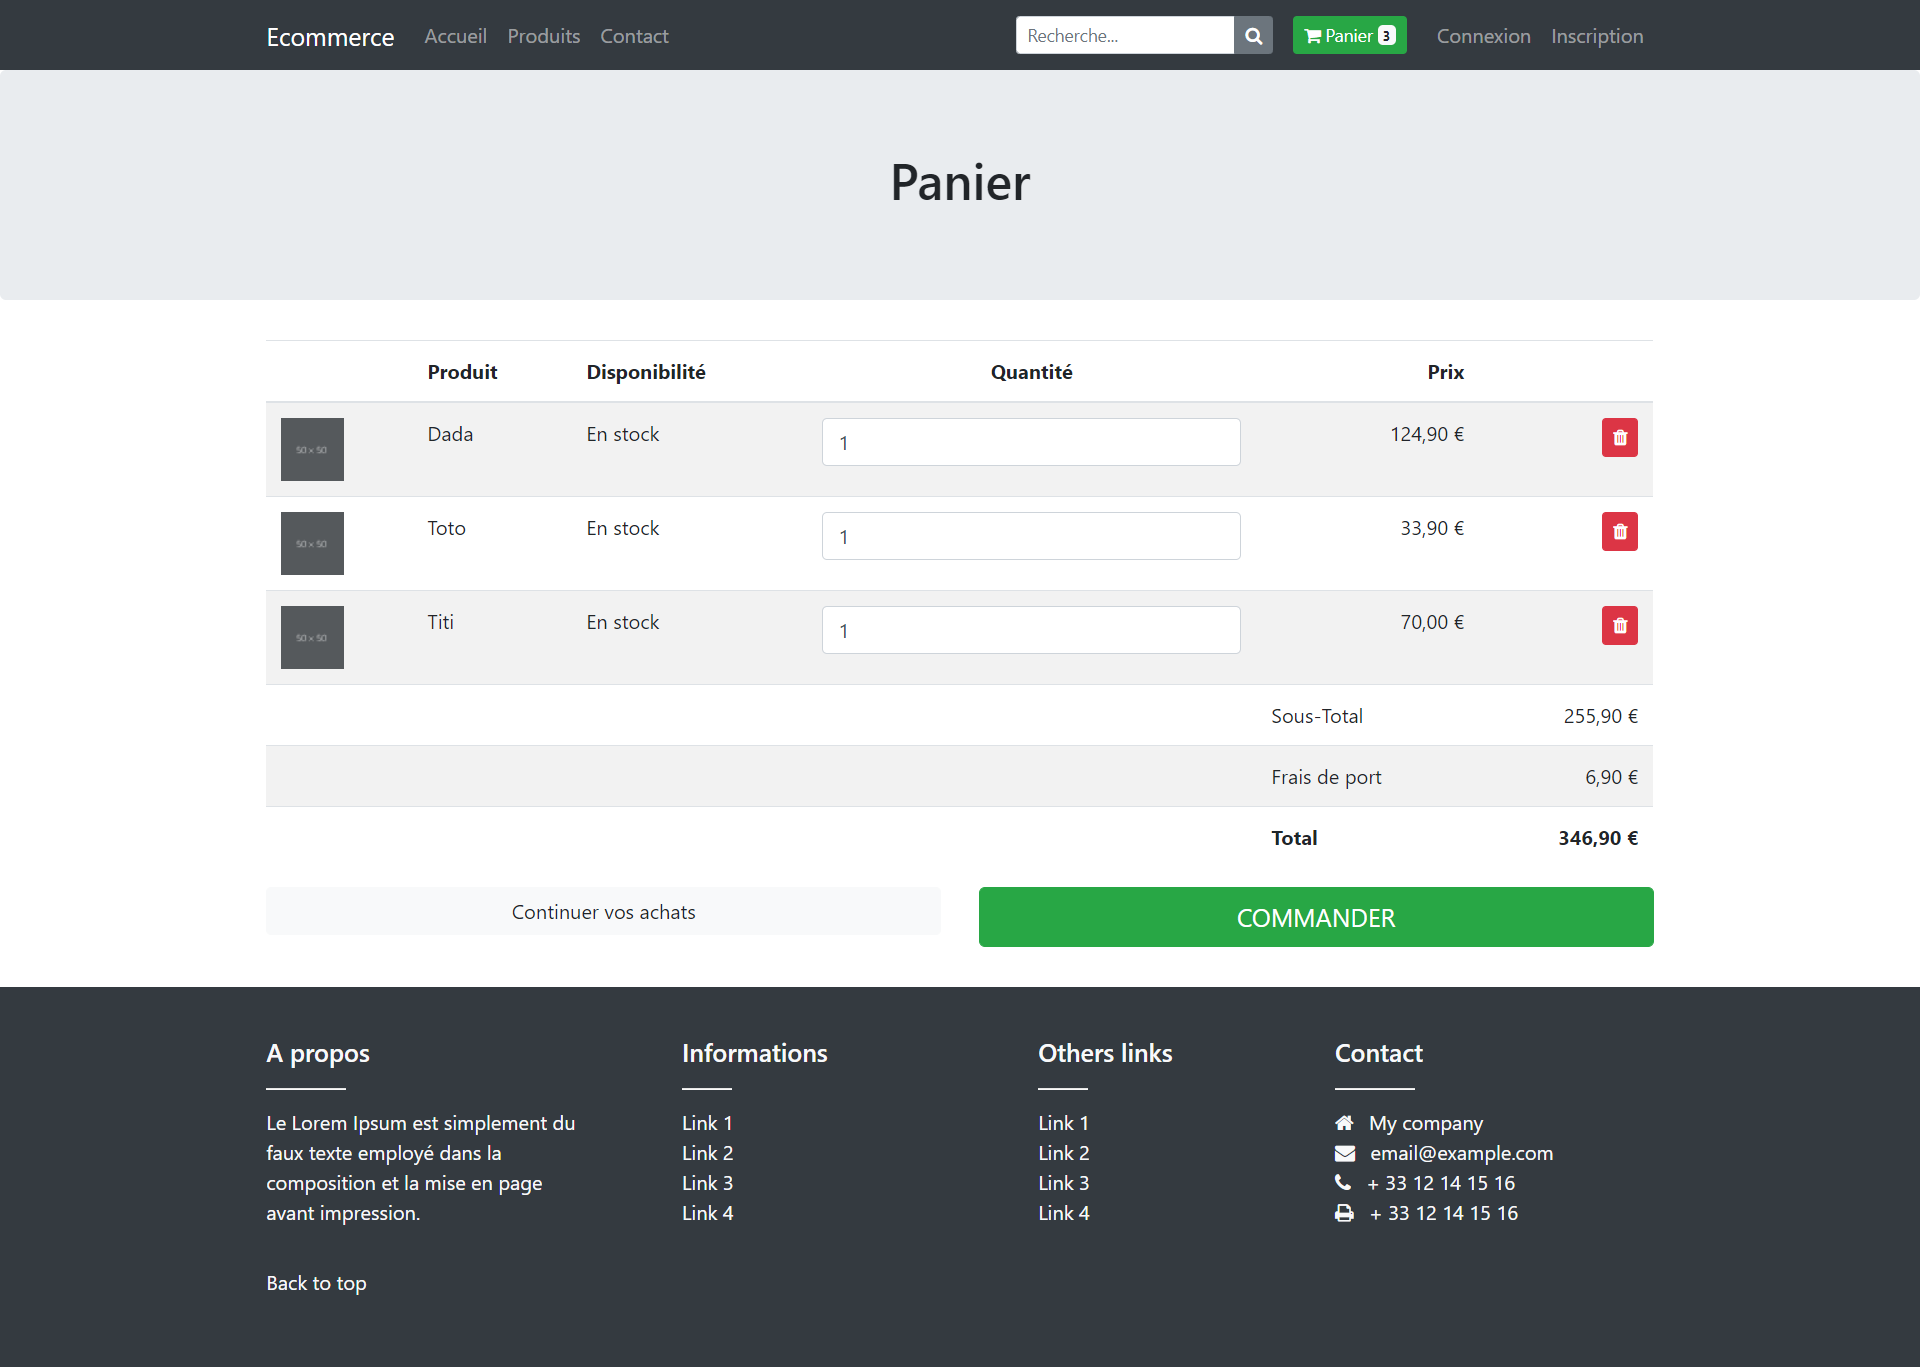 Ecommerce Accueil Produits Contact Recherche... Panier 3 Connexion Inscription
Panier
Produit Disponibilité Quantité Prix
50 x 50 Dada En stock 1 124,90 €
50 x 50 Toto En stock 1 33,90 €
50 x 50 Titi En stock 1 70,00 €
Sous-Total 255,90 €
Frais de port 6,90 €
Total 346,90 €
Continuer vos achats COMMANDER
A propos
Le Lorem Ipsum est simplement du
faux texte employé dans la
composition et la mise en page
avant impression.
Informations
Link 1
Link 2
Link 3
Link 4
Others links
Link 1
Link 2
Link 3
Link 4
Contact
My company
email@example.com
+ 33 12 14 15 16
+ 33 12 14 15 16
Back to top